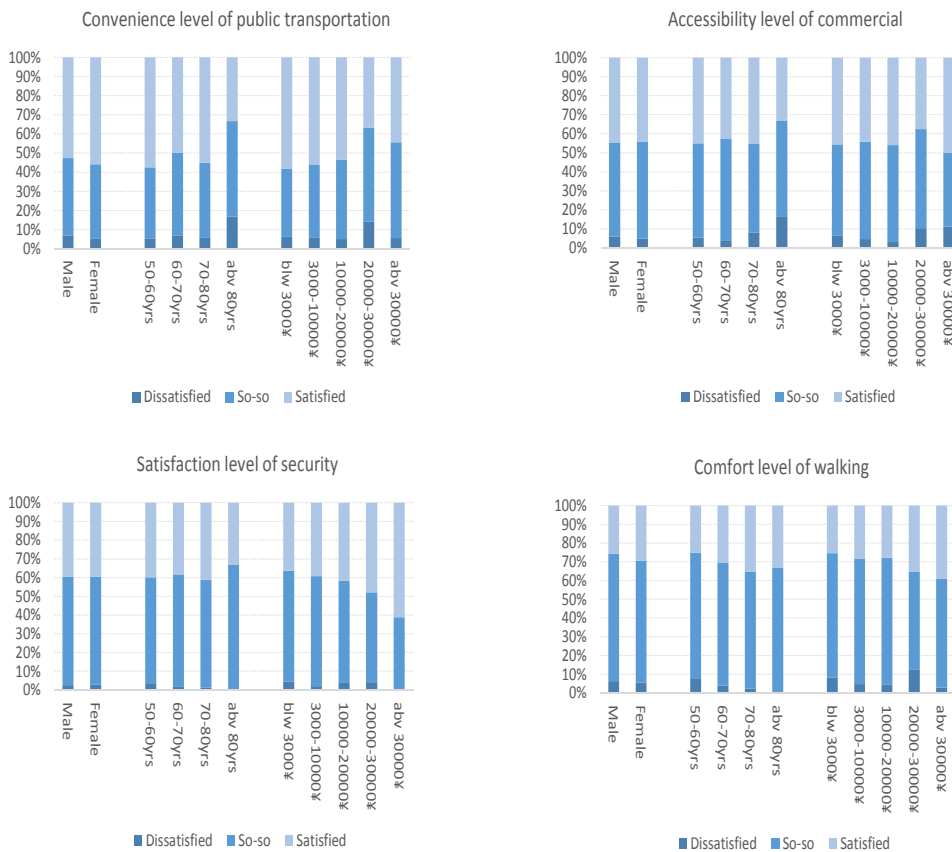 Convenience level of public transportation
100%
90%
80%
70%
60%
50%
40%
30%
20%
10%
0%
Male
Female
50-60yrs
60-70yrs
70-80yrs
abv 80yrs
blw 3000¥
3000-10000¥
10000-20000¥
20000-30000¥
abv 30000¥
Dissatisfied So-so Satisfied
Accessibility level of commercial
100%
90%
80%
70%
60%
50%
40%
30%
20%
10%
0%
Male
Female
50-60yrs
60-70yrs
70-80yrs
abv 80yrs
blw 3000¥
3000-10000¥
10000-20000¥
20000-30000¥
abv 30000¥
Dissatisfied So-so Satisfied
Satisfaction level of security
100%
90%
80%
70%
60%
50%
40%
30%
20%
10%
0%
Male
Female
50-60yrs
60-70yrs
70-80yrs
abv 80yrs
blw 3000¥
3000-10000¥
10000-20000¥
20000-30000¥
abv 30000¥
Dissatisfied So-so Satisfied
Comfort level of walking
100%
90%
80%
70%
60%
50%
40%
30%
20%
10%
0%
Male
Female
50-60yrs
60-70yrs
70-80yrs
abv 80yrs
blw 3000¥
3000-10000¥
10000-20000¥
20000-30000¥
abv 30000¥
Dissatisfied So-so Satisfied